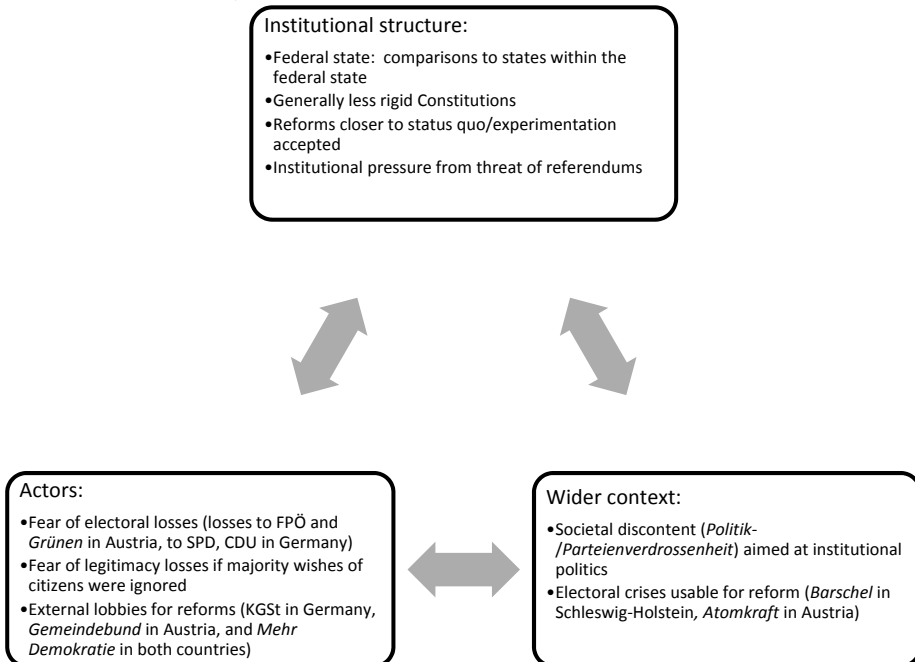 Institutional structure:
•Federal state:  comparisons to states within the
federal state
•Generally less rigid Constitutions
•Reforms closer to status quo/experimentation
accepted
•Institutional pressure from threat of referendums
Actors:
•Fear of electoral losses (losses to FPÖ and
Grünen in Austria, to SPD, CDU in Germany)
•Fear of legitimacy losses if majority wishes of
citizens were ignored
•External lobbies for reforms (KGSt in Germany,
Gemeindebund in Austria, and Mehr
Demokratie in both countries)
Wider context:
•Societal discontent (Politik-
/Parteienverdrossenheit) aimed at institutional
politics
•Electoral crises usable for reform (Barschel in
Schleswig-Holstein, Atomkraft in Austria)